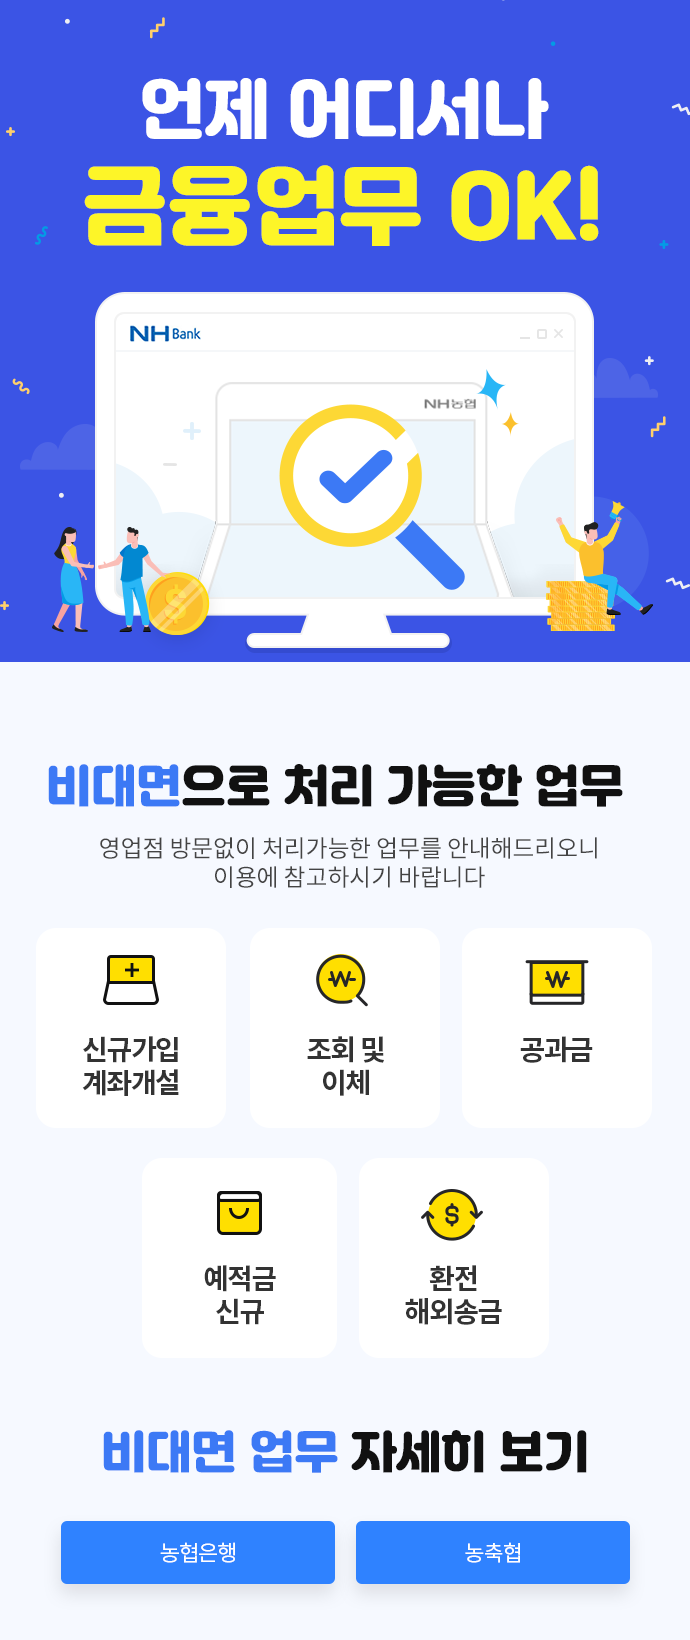 언제 어디서나
금융업무 OK!
NH Bank
NH농협
비대면으로 처리 가능한 업무
영업점 방문없이 처리가능한 업무를 안내해드리오니
이용에 참고하시기 바랍니다
신규가입
계좌개설
조회 및
이체
공과금
예적금
신규
환전
해외송금
비대면 업무 자세히 보기
농협은행
농축협